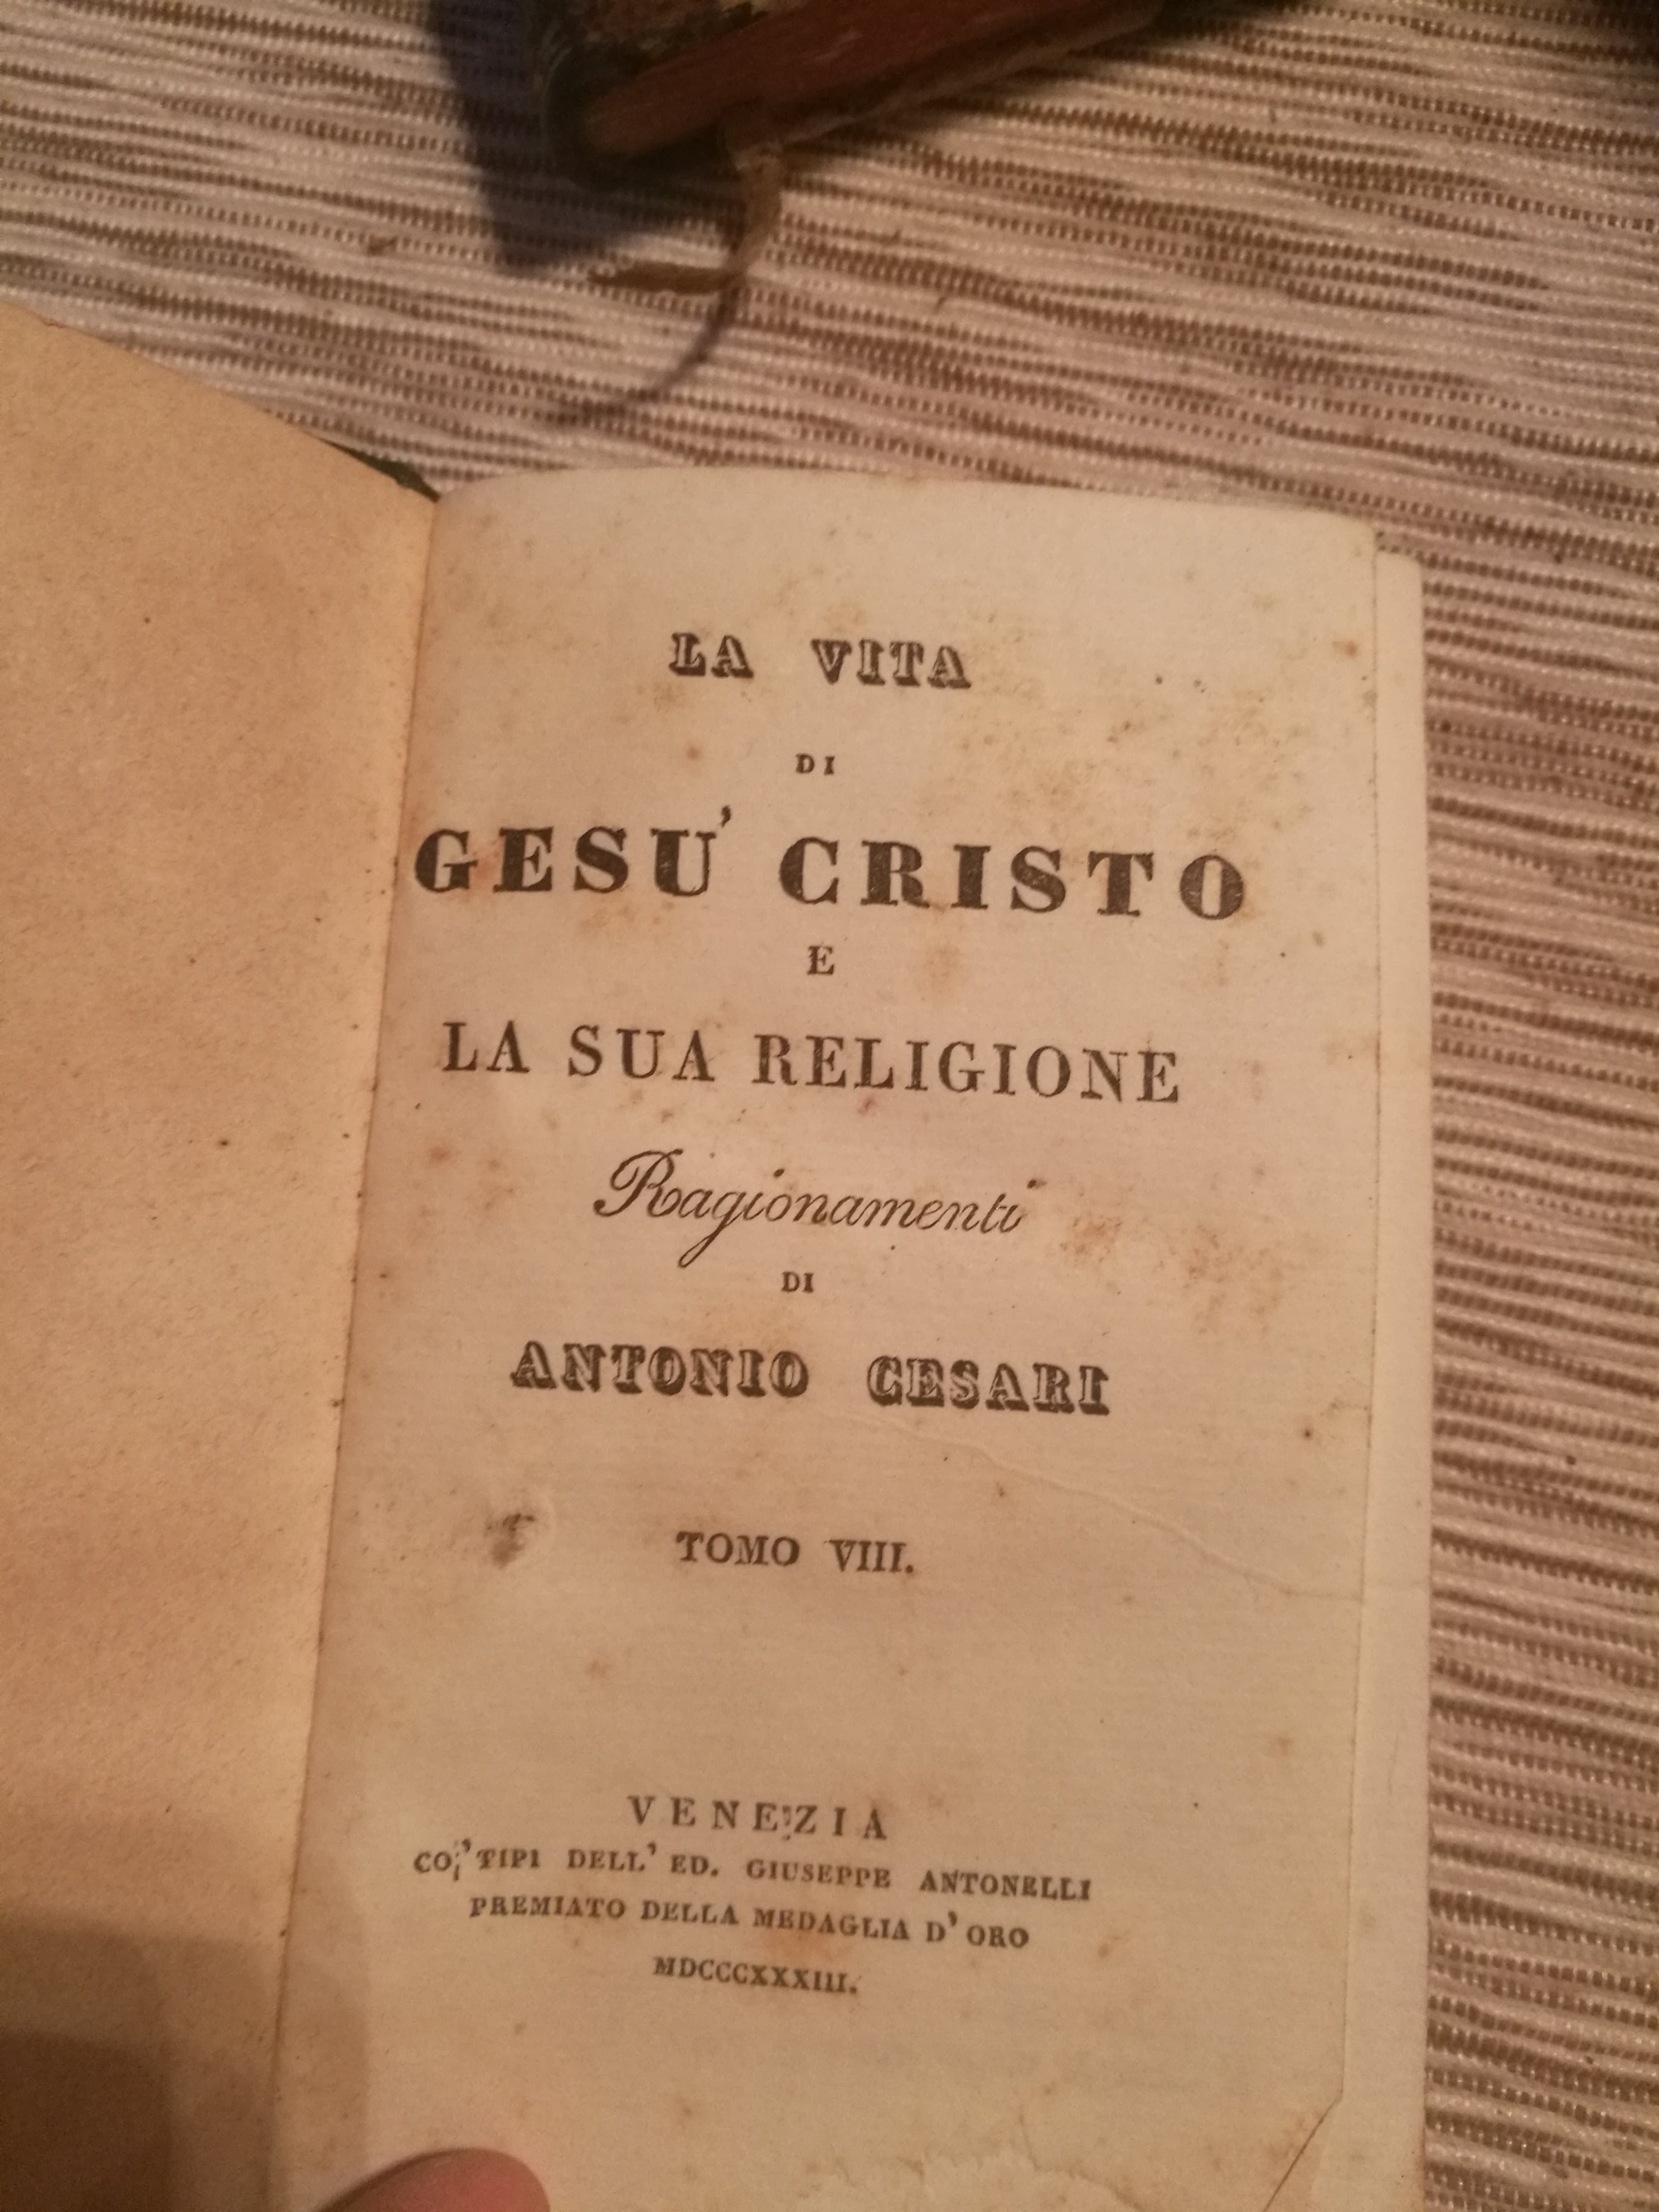 LA VITA
DI
GESU' CRISTO
E
LA SUA RELIGIONE
Ragionamenti
DI
ANTONIO CESARI
TOMO VIII.
VENEZIA
CO' TIPI DELL' ED. GIUSEPPE ANTONELLI
PREMIATO DELLA MEDAGLIA D' ORO
MDCCCXXXIII.